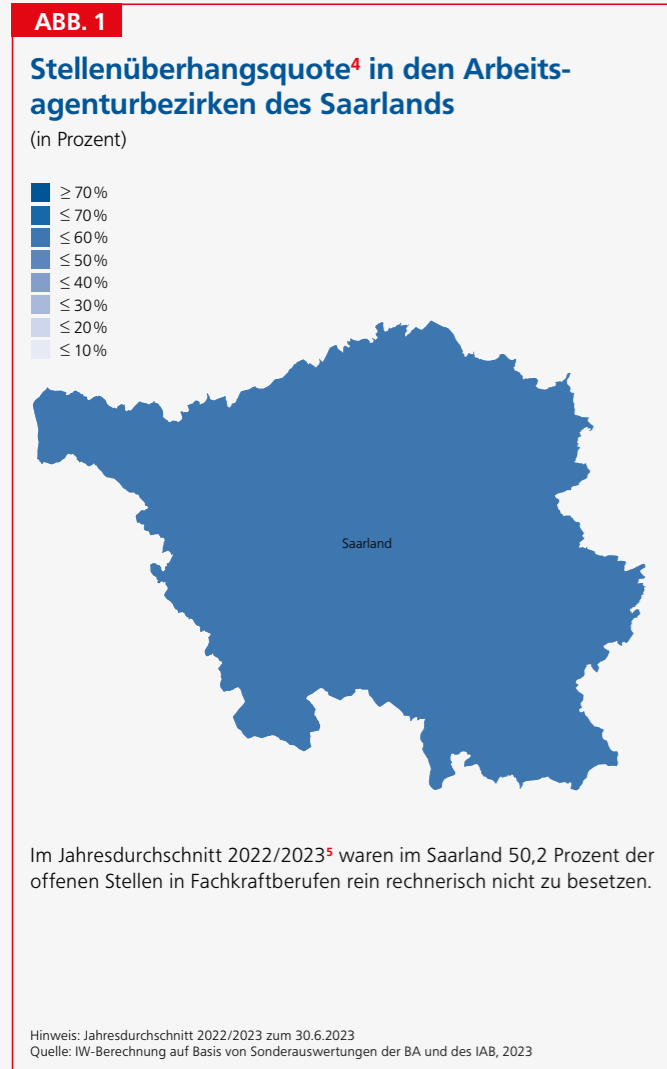 ABB. 1
Stellenüberhangsquote⁴ in den Arbeits-
agenturbezirken des Saarlands
(in Prozent)
≥ 70 %
≤ 70 %
≤ 60 %
≤ 50 %
≤ 40 %
≤ 30 %
≤ 20 %
≤ 10 %
Saarland
Im Jahresdurchschnitt 2022/2023⁵ waren im Saarland 50,2 Prozent der
offenen Stellen in Fachkraftberufen rein rechnerisch nicht zu besetzen.
Hinweis: Jahresdurchschnitt 2022/2023 zum 30.6.2023
Quelle: IW-Berechnung auf Basis von Sonderauswertungen der BA und des IAB, 2023